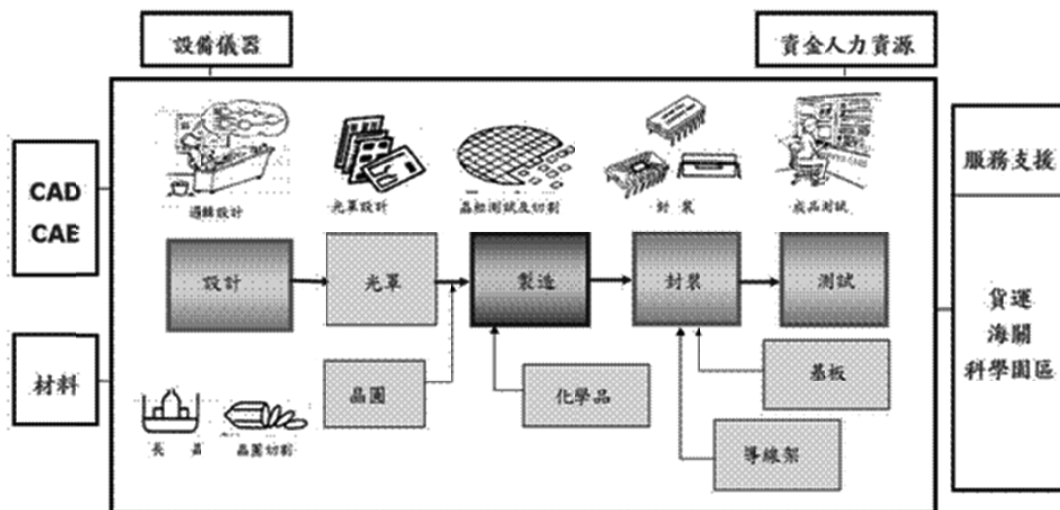 設備儀器
資金人力資源
CAD
CAE
材料
邏輯設計
光罩設計
晶粒測試及切割
封 裝
成品測試
設計
光罩
製造
封裝
測試
晶圓
化學品
基板
導線架
長 晶
晶圓切割
服務支援
貨運
海關
科學園區